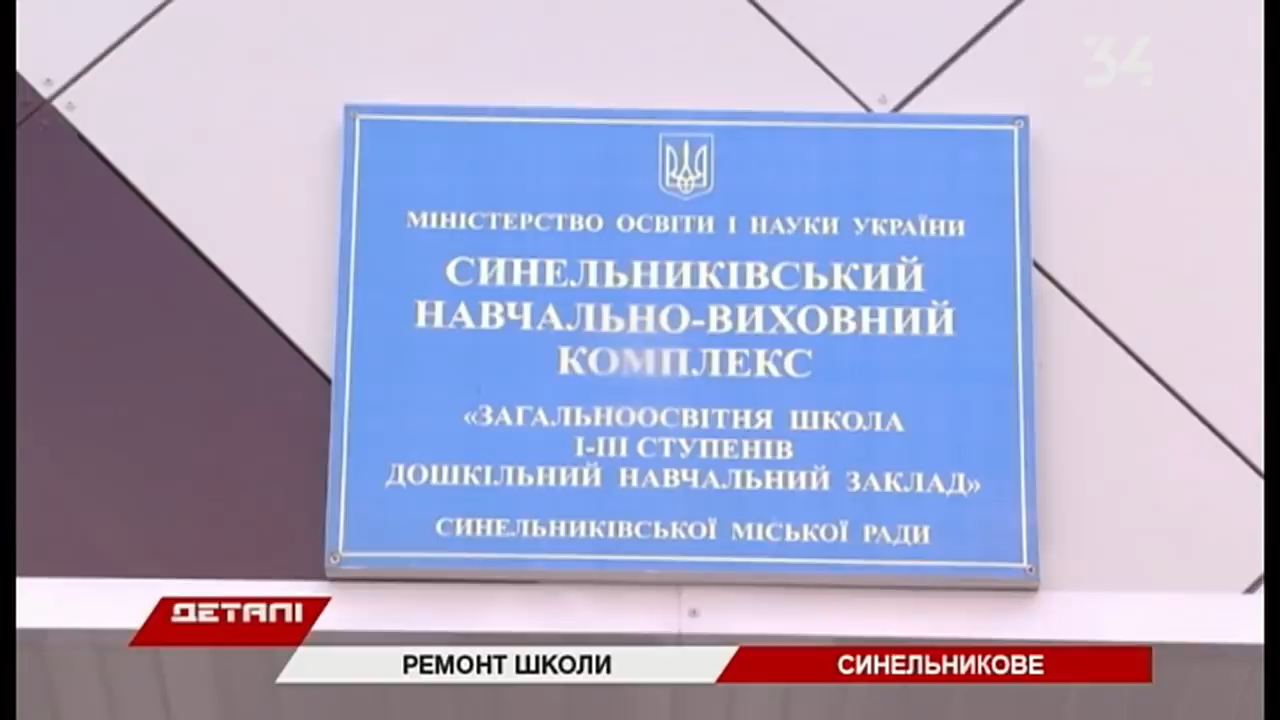 34
МІНІСТЕРСТВО ОСВІТИ І НАУКИ УКРАЇНИ
СИНЕЛЬНИКІВСЬКИЙ
НАВЧАЛЬНО-ВИХОВНИЙ
КОМПЛЕКС
«ЗАГАЛЬНООСВІТНЯ ШКОЛА
І-ІІІ СТУПЕНІВ
ДОШКІЛЬНИЙ НАВЧАЛЬНИЙ ЗАКЛАД»
СИНЕЛЬНИКІВСЬКОЇ МІСЬКОЇ РАДИ
ДЕТАЛІ
РЕМОНТ ШКОЛИ СИНЕЛЬНИКОВЕ